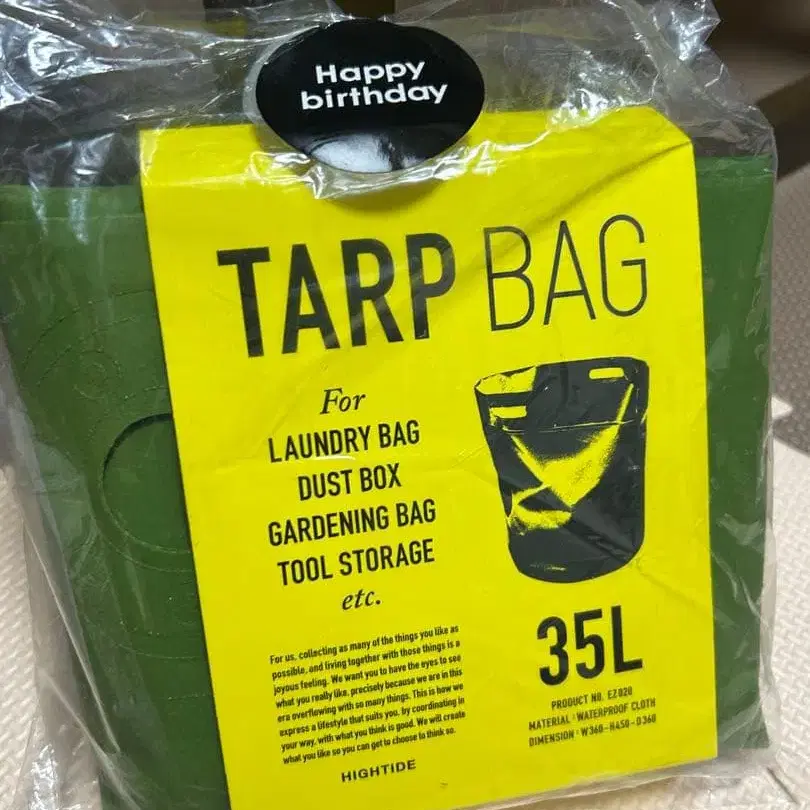 Happy
birthday
TARP BAG
For
LAUNDRY BAG
DUST BOX
GARDENING BAG
TOOL STORAGE
etc.
For us, collecting as many of the things you like as
possible, and living together with those things is a
joyous feeling. We want you to have the eyes to see
what you really like, precisely because we are in this
era overflowing with so many things. This is how we
express a lifestyle that suits you, by coordinating in
your way, with what you think is good. We will create
what you like so you can get to choose to think so.
HIGHTIDE
35L
PRODUCT NO. EZ020
MATERIAL : WATERPROOF CLOTH
DIMENSION : W360-H450-D360